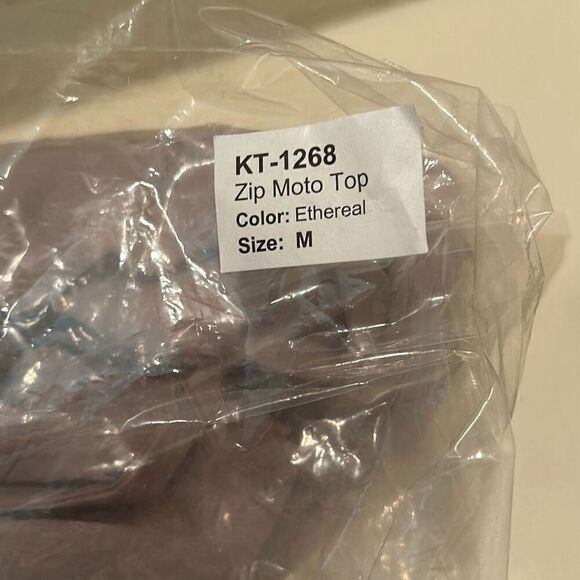 KT-1268
Zip Moto Top
Color: Ethereal
Size: M